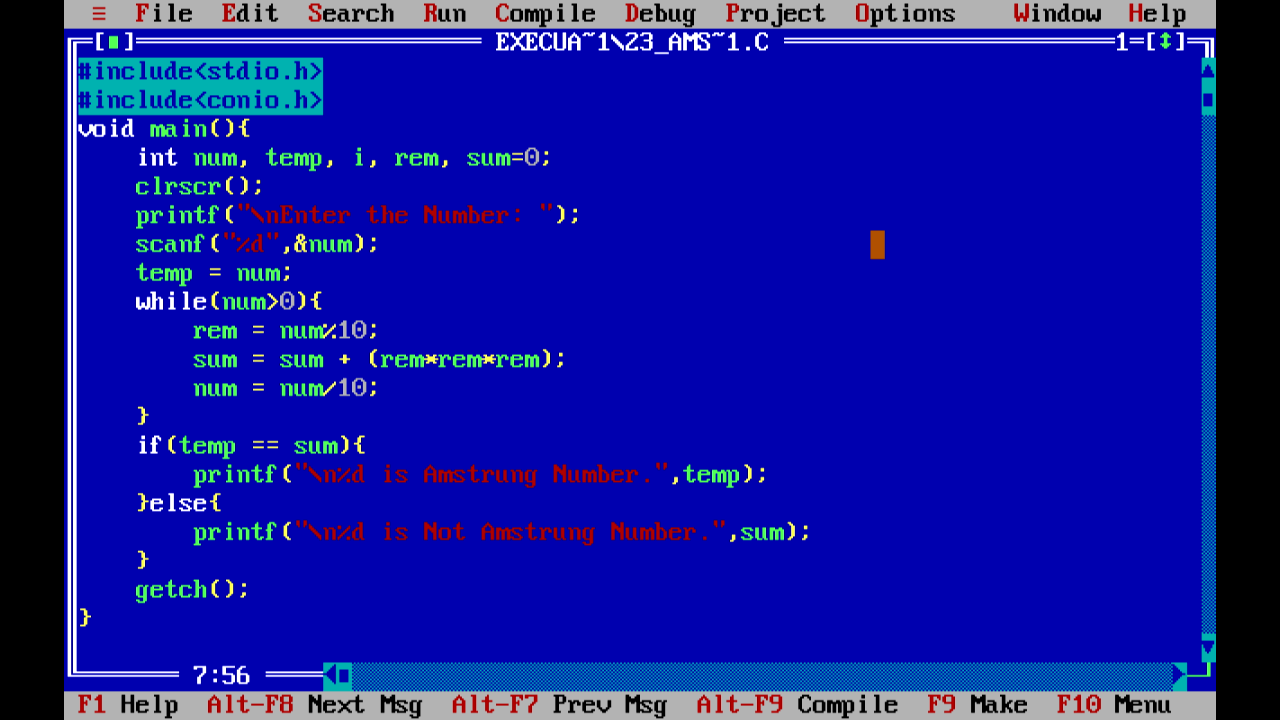 ≡ File Edit Search Run Compile Debug Project Options Window Help
[■] EXECUA~1\23_AMS~1.C 1=[↕]
#include<stdio.h>
#include<conio.h>
void main(){
    int num, temp, i, rem, sum=0;
    clrscr();
    printf("\nEnter the Number: ");
    scanf("%d",&num);
    temp = num;
    while(num>0){
        rem = num%10;
        sum = sum + (rem*rem*rem);
        num = num/10;
    }
    if(temp == sum){
        printf("\n%d is Amstrung Number.",temp);
    }else{
        printf("\n%d is Not Amstrung Number.",sum);
    }
    getch();
}
7:56
F1 Help Alt-F8 Next Msg Alt-F7 Prev Msg Alt-F9 Compile F9 Make F10 Menu